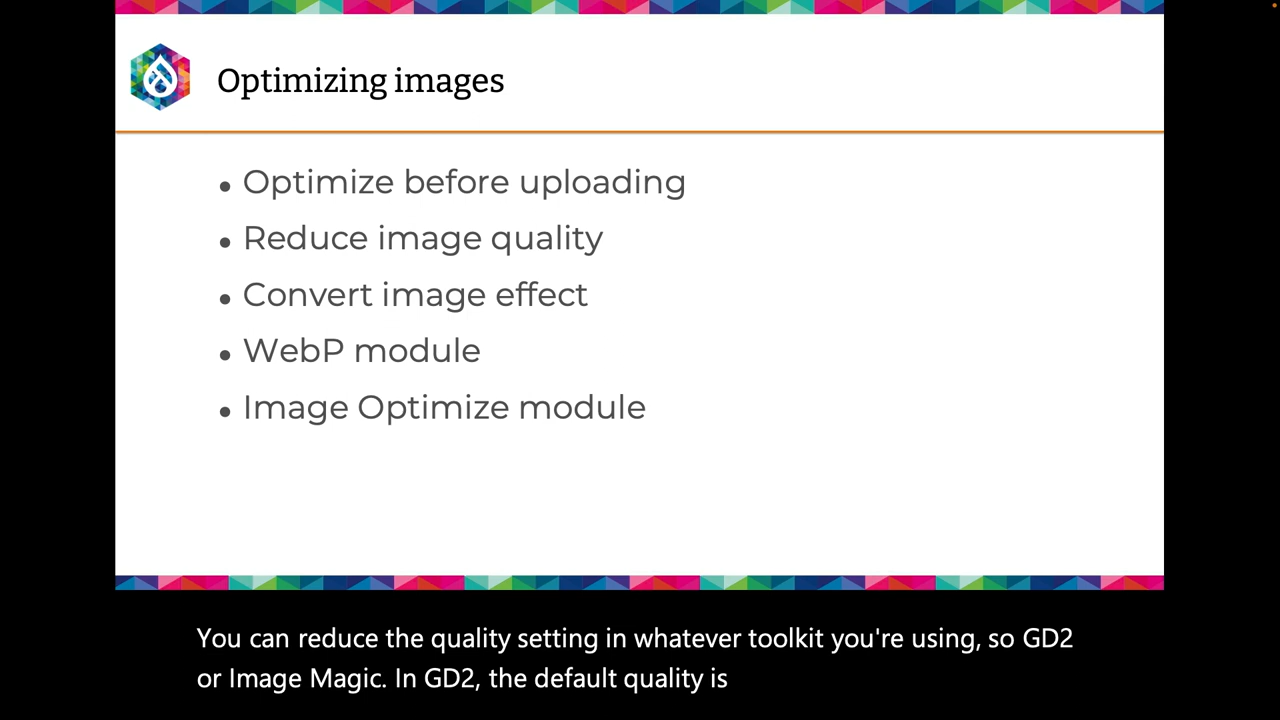 Optimizing images
• Optimize before uploading
• Reduce image quality
• Convert image effect
• WebP module
• Image Optimize module
You can reduce the quality setting in whatever toolkit you're using, so GD2
or Image Magic. In GD2, the default quality is